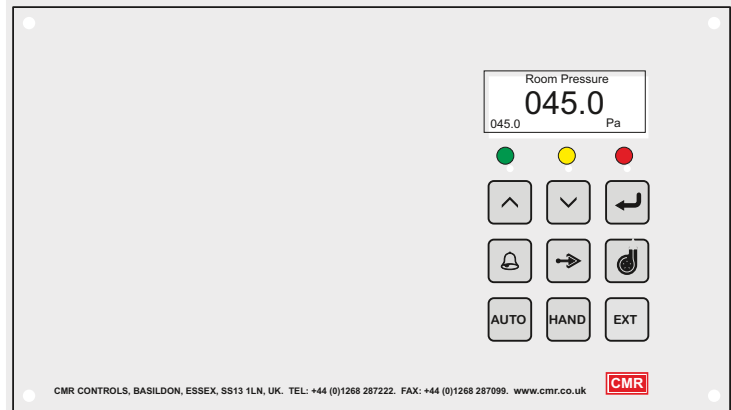 Room Pressure
045.0
045.0 Pa
AUTO HAND EXT
CMR CONTROLS, BASILDON, ESSEX, SS13 1LN, UK. TEL: +44 (0)1268 287222. FAX: +44 (0)1268 287099. www.cmr.co.uk
CMR